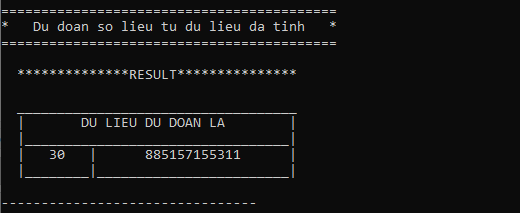 ==========================================
*   Du doan so lieu tu du lieu da tinh   *
==========================================
**************RESULT***************
DU LIEU DU DOAN LA
| 30 | 885157155311 |
--------------------------------